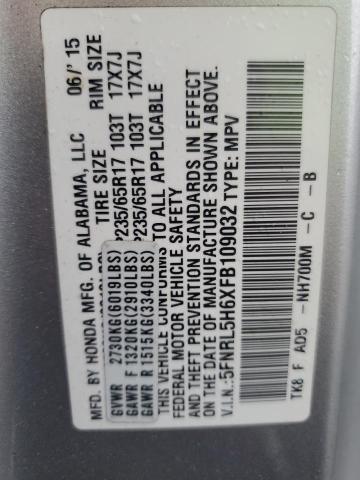 MFD. BY HONDA MFG. OF ALABAMA, LLC 06/'15
TIRE SIZE RIM SIZE
GVWR 2730KG(6019LBS)
GAWR F 1320KG(2910LBS) P235/65R17 103T 17X7J
GAWR R 1515KG(3340LBS) P235/65R17 103T 17X7J
THIS VEHICLE CONFORMS TO ALL APPLICABLE
FEDERAL MOTOR VEHICLE SAFETY
AND THEFT PREVENTION STANDARDS IN EFFECT
ON THE DATE OF MANUFACTURE SHOWN ABOVE.
V.I.N.:5FNRL5H6XFB109032 TYPE: MPV
TK8 F AD5 -NH700M - C - B